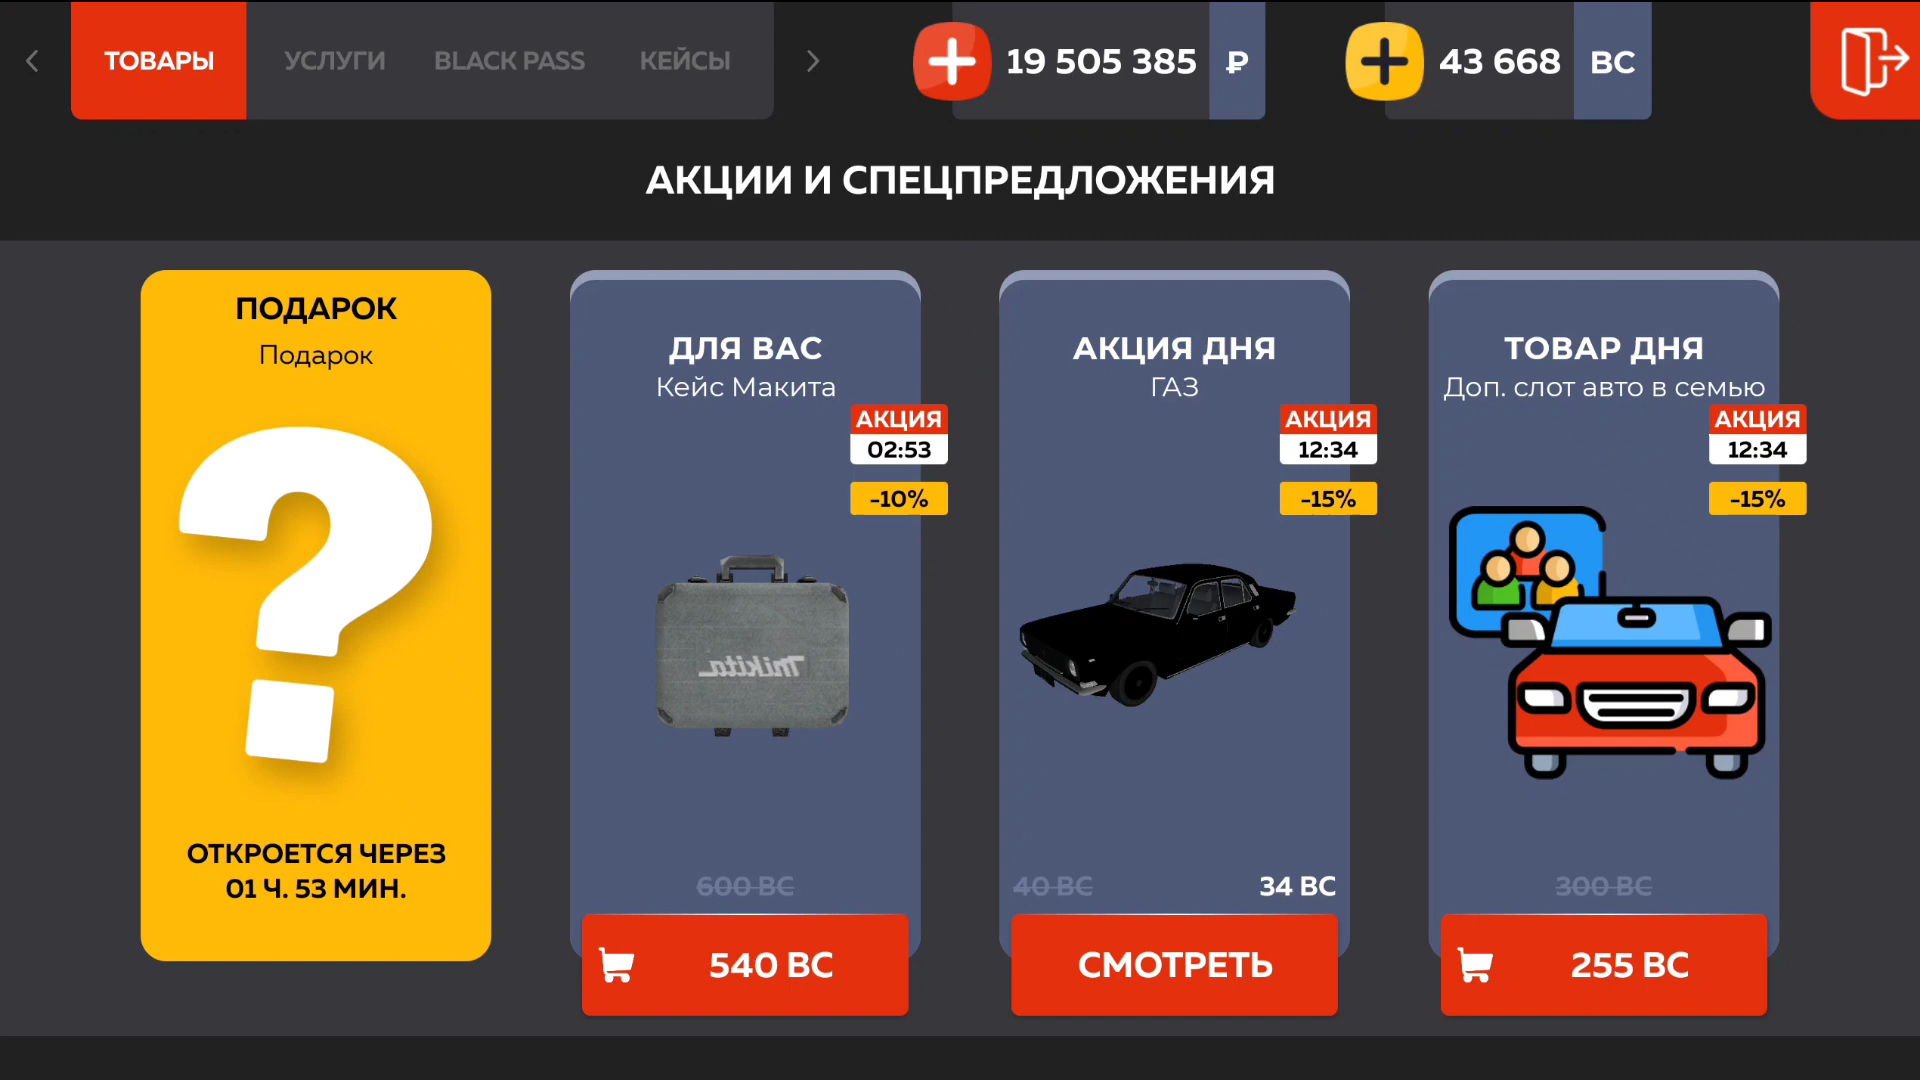 ТОВАРЫ
УСЛУГИ
BLACK PASS
КЕЙСЫ
19 505 385 ₽
43 668 BC
АКЦИИ И СПЕЦПРЕДЛОЖЕНИЯ
ПОДАРОК
Подарок
ОТКРОЕТСЯ ЧЕРЕЗ
01 Ч. 53 МИН.
ДЛЯ ВАС
Кейс Макита
АКЦИЯ
02:53
-10%
mikita
600 BC
540 BC
АКЦИЯ ДНЯ
ГАЗ
АКЦИЯ
12:34
-15%
40 BC
34 BC
СМОТРЕТЬ
ТОВАР ДНЯ
Доп. слот авто в семью
АКЦИЯ
12:34
-15%
300 BC
255 BC